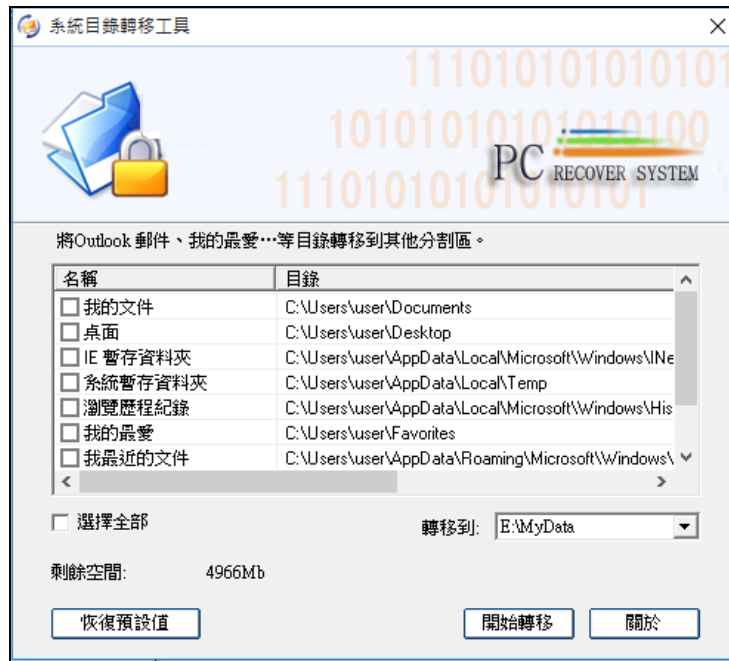 系統目錄轉移工具
11101010101010101
1010101010101010100
111010101010101011
PC RECOVER SYSTEM
將Outlook 郵件、我的最愛…等目錄轉移到其他分割區。
名稱 目錄
我的文件 C:\Users\user\Documents
桌面 C:\Users\user\Desktop
IE 暫存資料夾 C:\Users\user\AppData\Local\Microsoft\Windows\INe
系統暫存資料夾 C:\Users\user\AppData\Local\Temp
瀏覽歷程紀錄 C:\Users\user\AppData\Local\Microsoft\Windows\His
我的最愛 C:\Users\user\Favorites
我最近的文件 C:\Users\user\AppData\Roaming\Microsoft\Windows\
選擇全部 轉移到: E:\MyData
剩餘空間: 4966Mb
恢復預設值 開始轉移 關於